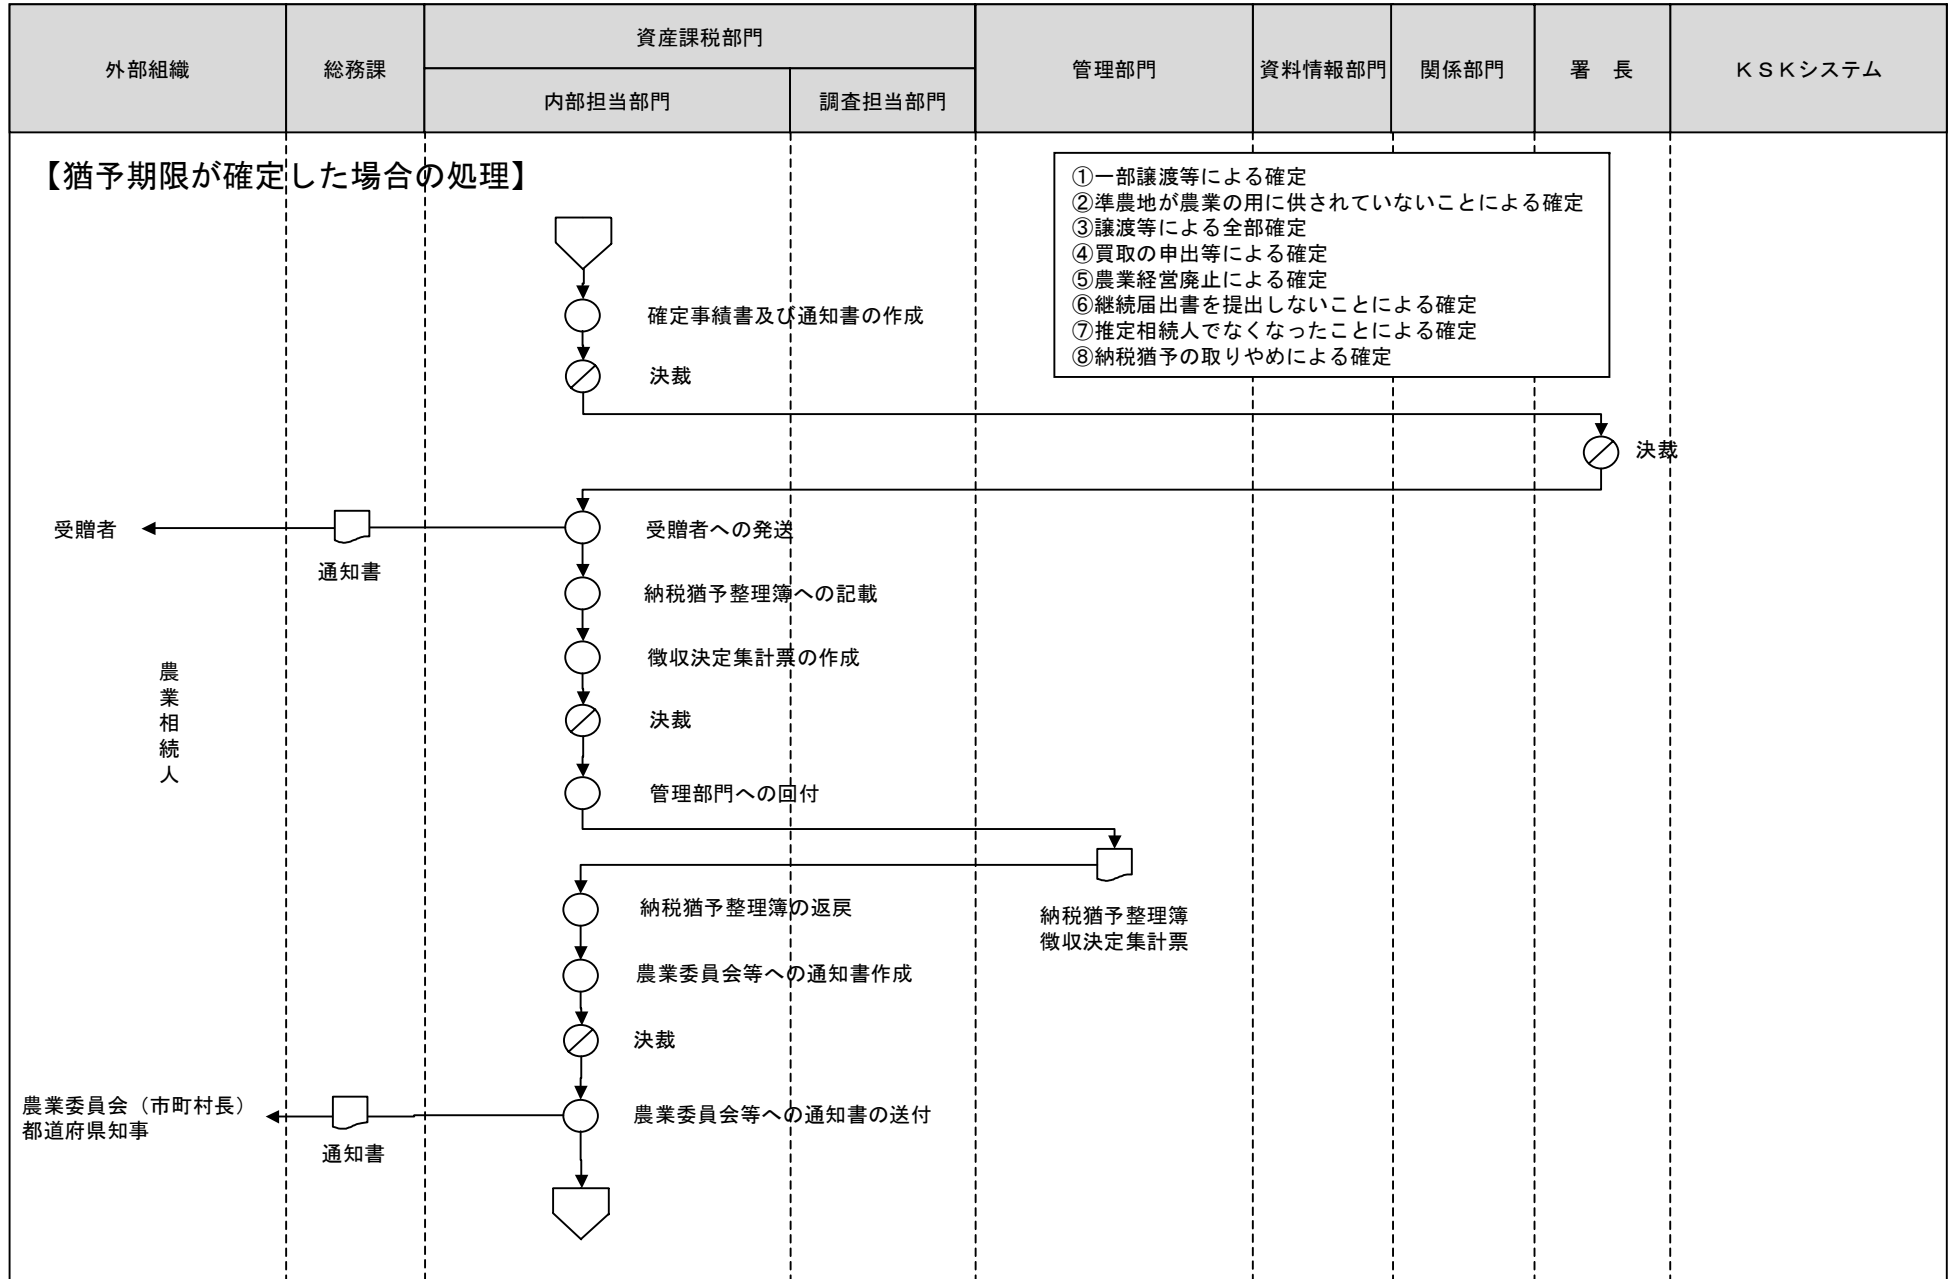 外部組織
総務課
資産課税部門
内部担当部門
調査担当部門
管理部門
資料情報部門
関係部門
署　長
ＫＳＫシステム
【猶予期限が確定した場合の処理】
①一部譲渡等による確定
②準農地が農業の用に供されていないことによる確定
③譲渡等による全部確定
④買取の申出等による確定
⑤農業経営廃止による確定
⑥継続届出書を提出しないことによる確定
⑦推定相続人でなくなったことによる確定
⑧納税猶予の取りやめによる確定
確定事績書及び通知書の作成
決裁
決裁
受贈者
通知書
受贈者への発送
納税猶予整理簿への記載
農業相続人
徴収決定集計票の作成
決裁
管理部門への回付
納税猶予整理簿
徴収決定集計票
納税猶予整理簿の返戻
農業委員会等への通知書作成
決裁
農業委員会（市町村長）
都道府県知事
通知書
農業委員会等への通知書の送付